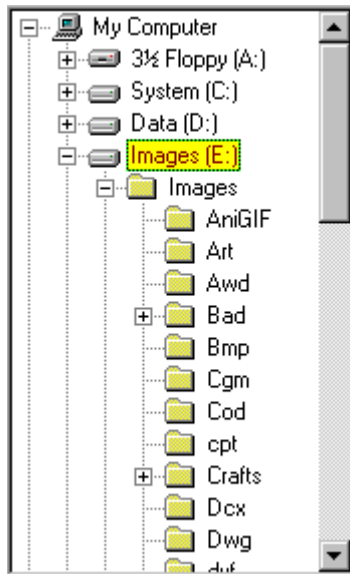 My Computer
3½ Floppy (A:)
System (C:)
Data (D:)
Images (E:)
Images
AniGIF
Art
Awd
Bad
Bmp
Cgm
Cod
cpt
Crafts
Dcx
Dwg